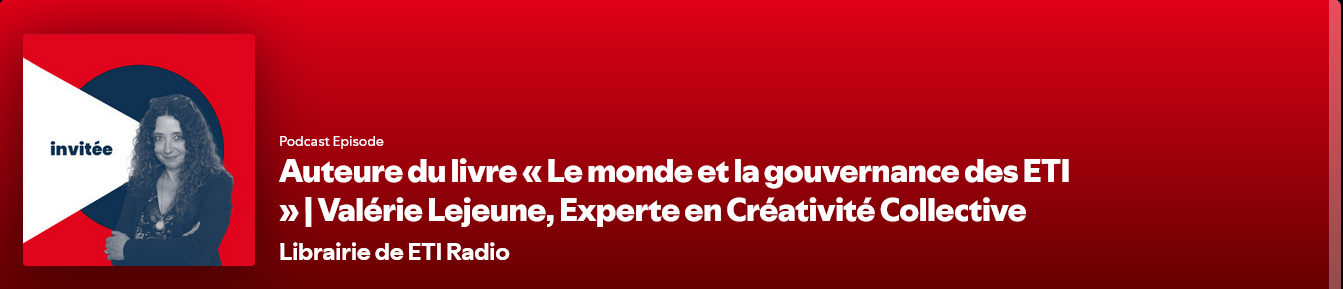 invitée
Podcast Episode
Auteure du livre « Le monde et la gouvernance des ETI
» | Valérie Lejeune, Experte en Créativité Collective
Librairie de ETI Radio